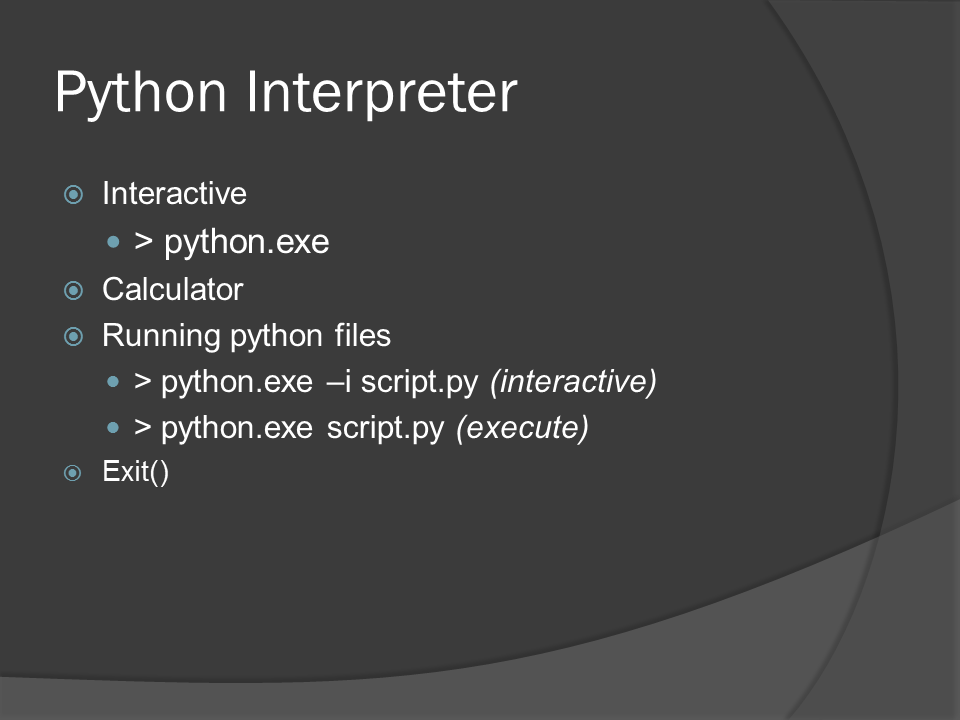 Python Interpreter
Interactive
> python.exe
Calculator
Running python files
> python.exe –i script.py (interactive)
> python.exe script.py (execute)
Exit()